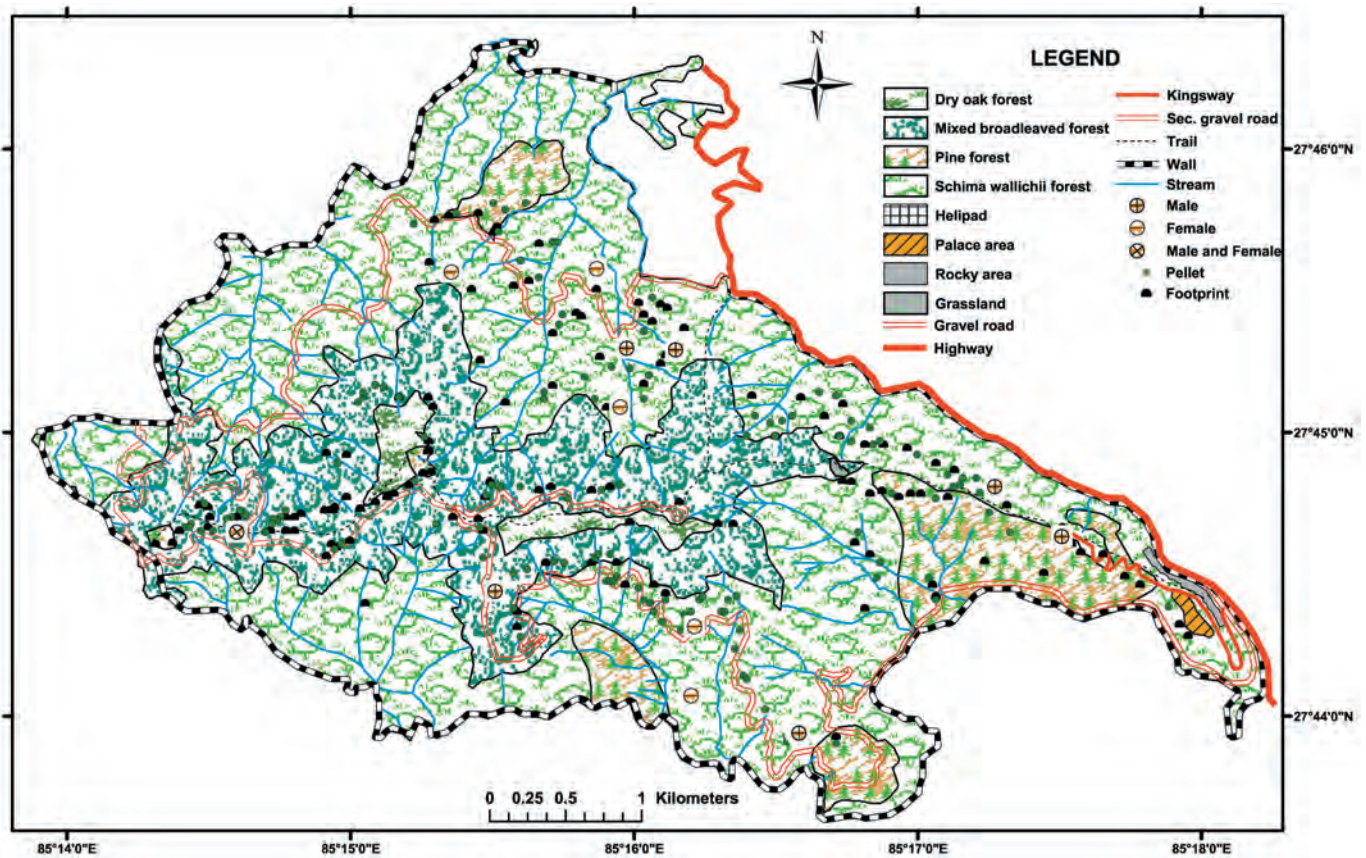 N
LEGEND
Dry oak forest
Mixed broadleaved forest
Pine forest
Schima wallichii forest
Helipad
Palace area
Rocky area
Grassland
Gravel road
Highway
Kingsway
Sec. gravel road
Trail
Wall
Stream
Male
Female
Male and Female
Pellet
Footprint
27°46'0"N
27°45'0"N
27°44'0"N
0 0,25 0,5 1 Kilometers
85°14'0"E 85°15'0"E 85°16'0"E 85°17'0"E 85°18'0"E